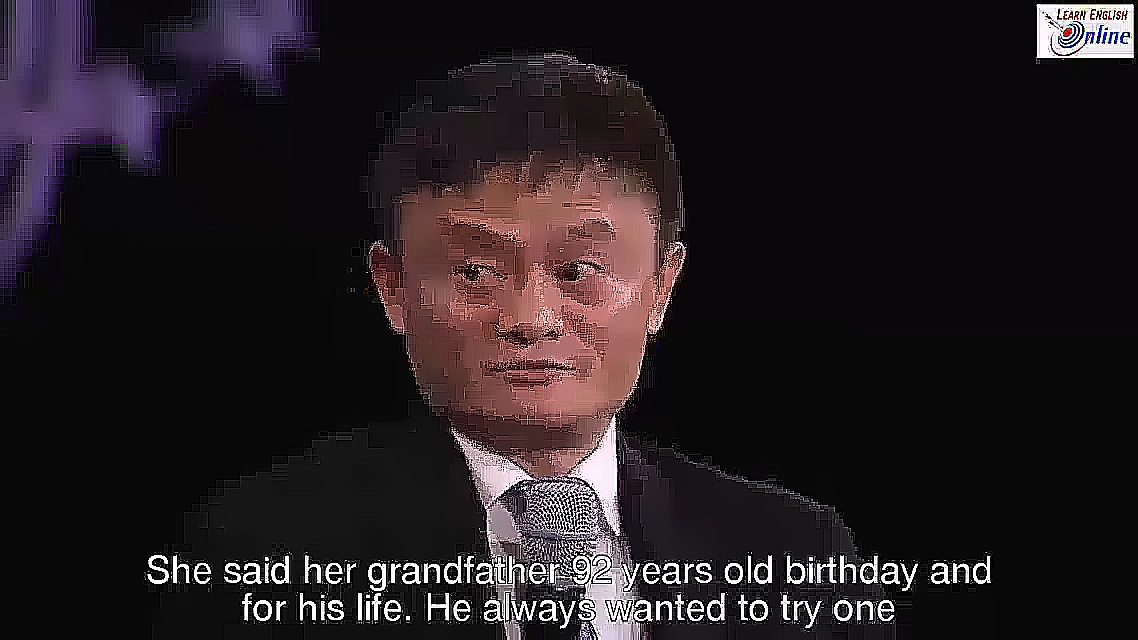 LEARN ENGLISH
Online
She said her grandfather 92 years old birthday and
for his life. He always wanted to try one